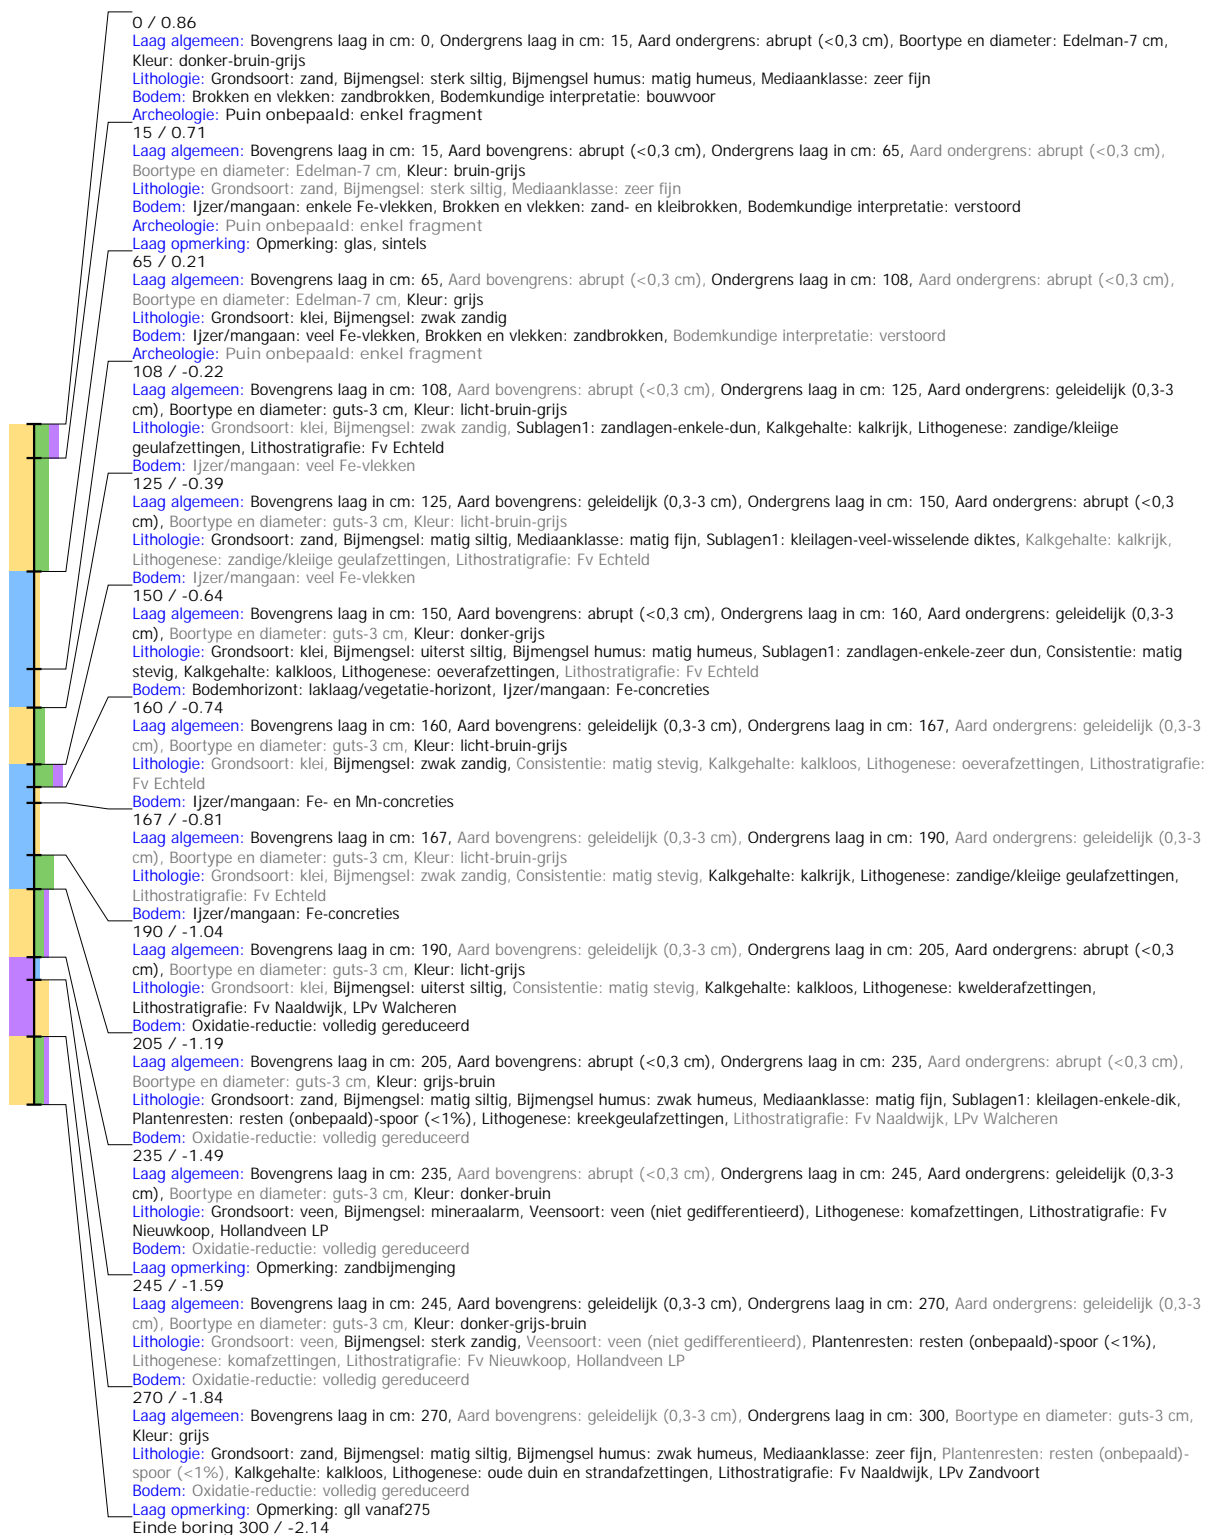 0 / 0.86
Laag algemeen: Bovengrens laag in cm: 0, Ondergrens laag in cm: 15, Aard ondergrens: abrupt (<0,3 cm), Boortype en diameter: Edelman-7 cm,
Kleur: donker-bruin-grijs
Lithologie: Grondsoort: zand, Bijmengsel: sterk siltig, Bijmengsel humus: matig humeus, Mediaanklasse: zeer fijn
Bodem: Brokken en vlekken: zandbrokken, Bodemkundige interpretatie: bouwvoor
Archeologie: Puin onbepaald: enkel fragment
15 / 0.71
Laag algemeen: Bovengrens laag in cm: 15, Aard bovengrens: abrupt (<0,3 cm), Ondergrens laag in cm: 65, Aard ondergrens: abrupt (<0,3 cm),
Boortype en diameter: Edelman-7 cm, Kleur: bruin-grijs
Lithologie: Grondsoort: zand, Bijmengsel: sterk siltig, Mediaanklasse: zeer fijn
Bodem: Ijzer/mangaan: enkele Fe-vlekken, Brokken en vlekken: zand- en kleibrokken, Bodemkundige interpretatie: verstoord
Archeologie: Puin onbepaald: enkel fragment
Laag opmerking: Opmerking: glas, sintels
65 / 0.21
Laag algemeen: Bovengrens laag in cm: 65, Aard bovengrens: abrupt (<0,3 cm), Ondergrens laag in cm: 108, Aard ondergrens: abrupt (<0,3 cm),
Boortype en diameter: Edelman-7 cm, Kleur: grijs
Lithologie: Grondsoort: klei, Bijmengsel: zwak zandig
Bodem: Ijzer/mangaan: veel Fe-vlekken, Brokken en vlekken: zandbrokken, Bodemkundige interpretatie: verstoord
Archeologie: Puin onbepaald: enkel fragment
108 / -0.22
Laag algemeen: Bovengrens laag in cm: 108, Aard bovengrens: abrupt (<0,3 cm), Ondergrens laag in cm: 125, Aard ondergrens: geleidelijk (0,3-3
cm), Boortype en diameter: guts-3 cm, Kleur: licht-bruin-grijs
Lithologie: Grondsoort: klei, Bijmengsel: zwak zandig, Sublagen1: zandlagen-enkele-dun, Kalkgehalte: kalkrijk, Lithogenese: zandige/kleiige
geulafzettingen, Lithostratigrafie: Fv Echteld
Bodem: Ijzer/mangaan: veel Fe-vlekken
125 / -0.39
Laag algemeen: Bovengrens laag in cm: 125, Aard bovengrens: geleidelijk (0,3-3 cm), Ondergrens laag in cm: 150, Aard ondergrens: abrupt (<0,3
cm), Boortype en diameter: guts-3 cm, Kleur: licht-bruin-grijs
Lithologie: Grondsoort: zand, Bijmengsel: matig siltig, Mediaanklasse: matig fijn, Sublagen1: kleilagen-veel-wisselende diktes, Kalkgehalte: kalkrijk,
Lithogenese: zandige/kleiige geulafzettingen, Lithostratigrafie: Fv Echteld
Bodem: Ijzer/mangaan: veel Fe-vlekken
150 / -0.64
Laag algemeen: Bovengrens laag in cm: 150, Aard bovengrens: abrupt (<0,3 cm), Ondergrens laag in cm: 160, Aard ondergrens: geleidelijk (0,3-3
cm), Boortype en diameter: guts-3 cm, Kleur: donker-grijs
Lithologie: Grondsoort: klei, Bijmengsel: uiterst siltig, Bijmengsel humus: matig humeus, Sublagen1: zandlagen-enkele-zeer dun, Consistentie: matig
stevig, Kalkgehalte: kalkloos, Lithogenese: oeverafzettingen, Lithostratigrafie: Fv Echteld
Bodem: Bodemhorizont: laklaag/vegetatie-horizont, Ijzer/mangaan: Fe-concreties
160 / -0.74
Laag algemeen: Bovengrens laag in cm: 160, Aard bovengrens: geleidelijk (0,3-3 cm), Ondergrens laag in cm: 167, Aard ondergrens: geleidelijk (0,3-3
cm), Boortype en diameter: guts-3 cm, Kleur: licht-bruin-grijs
Lithologie: Grondsoort: klei, Bijmengsel: zwak zandig, Consistentie: matig stevig, Kalkgehalte: kalkloos, Lithogenese: oeverafzettingen, Lithostratigrafie:
Fv Echteld
Bodem: Ijzer/mangaan: Fe- en Mn-concreties
167 / -0.81
Laag algemeen: Bovengrens laag in cm: 167, Aard bovengrens: geleidelijk (0,3-3 cm), Ondergrens laag in cm: 190, Aard ondergrens: geleidelijk (0,3-3
cm), Boortype en diameter: guts-3 cm, Kleur: licht-bruin-grijs
Lithologie: Grondsoort: klei, Bijmengsel: zwak zandig, Consistentie: matig stevig, Kalkgehalte: kalkrijk, Lithogenese: zandige/kleiige geulafzettingen,
Lithostratigrafie: Fv Echteld
Bodem: Ijzer/mangaan: Fe-concreties
190 / -1.04
Laag algemeen: Bovengrens laag in cm: 190, Aard bovengrens: geleidelijk (0,3-3 cm), Ondergrens laag in cm: 205, Aard ondergrens: abrupt (<0,3
cm), Boortype en diameter: guts-3 cm, Kleur: licht-grijs
Lithologie: Grondsoort: klei, Bijmengsel: uiterst siltig, Consistentie: matig stevig, Kalkgehalte: kalkloos, Lithogenese: kwelderafzettingen,
Lithostratigrafie: Fv Naaldwijk, LPv Walcheren
Bodem: Oxidatie-reductie: volledig gereduceerd
205 / -1.19
Laag algemeen: Bovengrens laag in cm: 205, Aard bovengrens: abrupt (<0,3 cm), Ondergrens laag in cm: 235, Aard ondergrens: abrupt (<0,3 cm),
Boortype en diameter: guts-3 cm, Kleur: grijs-bruin
Lithologie: Grondsoort: zand, Bijmengsel: matig siltig, Bijmengsel humus: zwak humeus, Mediaanklasse: matig fijn, Sublagen1: kleilagen-enkele-dik,
Plantenresten: resten (onbepaald)-spoor (<1%), Lithogenese: kreekgeulafzettingen, Lithostratigrafie: Fv Naaldwijk, LPv Walcheren
Bodem: Oxidatie-reductie: volledig gereduceerd
235 / -1.49
Laag algemeen: Bovengrens laag in cm: 235, Aard bovengrens: abrupt (<0,3 cm), Ondergrens laag in cm: 245, Aard ondergrens: geleidelijk (0,3-3
cm), Boortype en diameter: guts-3 cm, Kleur: donker-bruin
Lithologie: Grondsoort: veen, Bijmengsel: mineraalarm, Veensoort: veen (niet gedifferentieerd), Lithogenese: komafzettingen, Lithostratigrafie: Fv
Nieuwkoop, Hollandveen LP
Bodem: Oxidatie-reductie: volledig gereduceerd
Laag opmerking: Opmerking: zandbijmenging
245 / -1.59
Laag algemeen: Bovengrens laag in cm: 245, Aard bovengrens: geleidelijk (0,3-3 cm), Ondergrens laag in cm: 270, Aard ondergrens: geleidelijk (0,3-3
cm), Boortype en diameter: guts-3 cm, Kleur: donker-grijs-bruin
Lithologie: Grondsoort: veen, Bijmengsel: sterk zandig, Veensoort: veen (niet gedifferentieerd), Plantenresten: resten (onbepaald)-spoor (<1%),
Lithogenese: komafzettingen, Lithostratigrafie: Fv Nieuwkoop, Hollandveen LP
Bodem: Oxidatie-reductie: volledig gereduceerd
270 / -1.84
Laag algemeen: Bovengrens laag in cm: 270, Aard bovengrens: geleidelijk (0,3-3 cm), Ondergrens laag in cm: 300, Boortype en diameter: guts-3 cm,
Kleur: grijs
Lithologie: Grondsoort: zand, Bijmengsel: matig siltig, Bijmengsel humus: zwak humeus, Mediaanklasse: zeer fijn, Plantenresten: resten (onbepaald)-
spoor (<1%), Kalkgehalte: kalkloos, Lithogenese: oude duin en strandafzettingen, Lithostratigrafie: Fv Naaldwijk, LPv Zandvoort
Bodem: Oxidatie-reductie: volledig gereduceerd
Laag opmerking: Opmerking: gll vanaf275
Einde boring 300 / -2.14